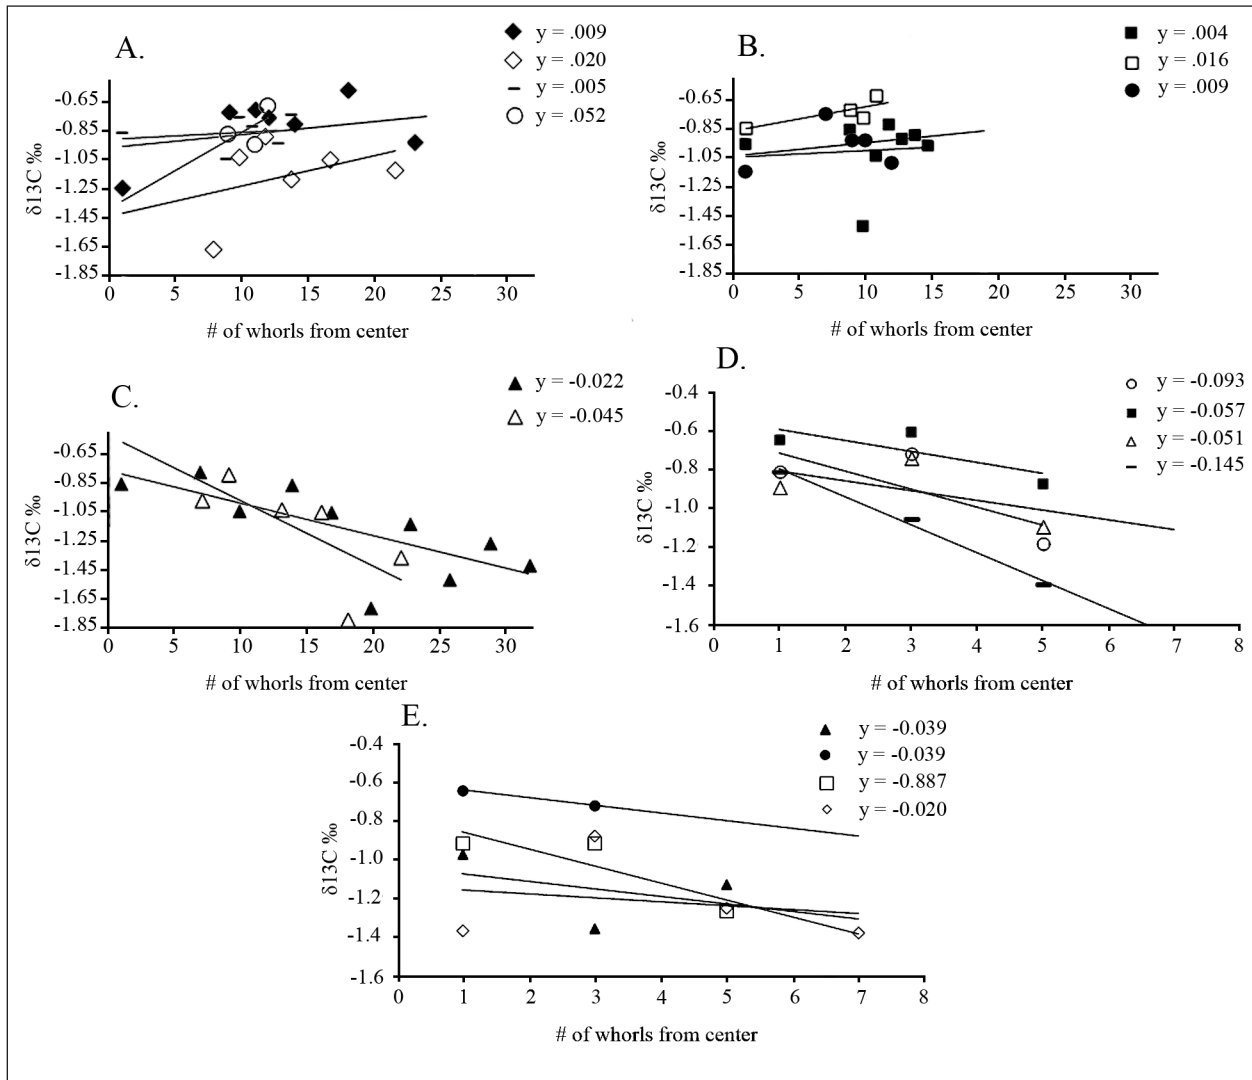 A.
y = .009
y = .020
y = .005
y = .052
-0.65
-0.85
-1.05
-1.25
-1.45
-1.65
-1.85
δ13C ‰
0 5 10 15 20 25 30
# of whorls from center
B.
y = .004
y = .016
y = .009
-0.65
-0.85
-1.05
-1.25
-1.45
-1.65
-1.85
δ13C ‰
0 5 10 15 20 25 30
# of whorls from center
C.
y = -0.022
y = -0.045
-0.65
-0.85
-1.05
-1.25
-1.45
-1.65
-1.85
δ13C ‰
0 5 10 15 20 25 30
# of whorls from center
D.
y = -0.093
y = -0.057
y = -0.051
y = -0.145
-0.4
-0.6
-0.8
-1.0
-1.2
-1.4
-1.6
δ13C ‰
0 1 2 3 4 5 6 7 8
# of whorls from center
E.
y = -0.039
y = -0.039
y = -0.887
y = -0.020
-0.4
-0.6
-0.8
-1.0
-1.2
-1.4
-1.6
δ13C ‰
0 1 2 3 4 5 6 7 8
# of whorls from center